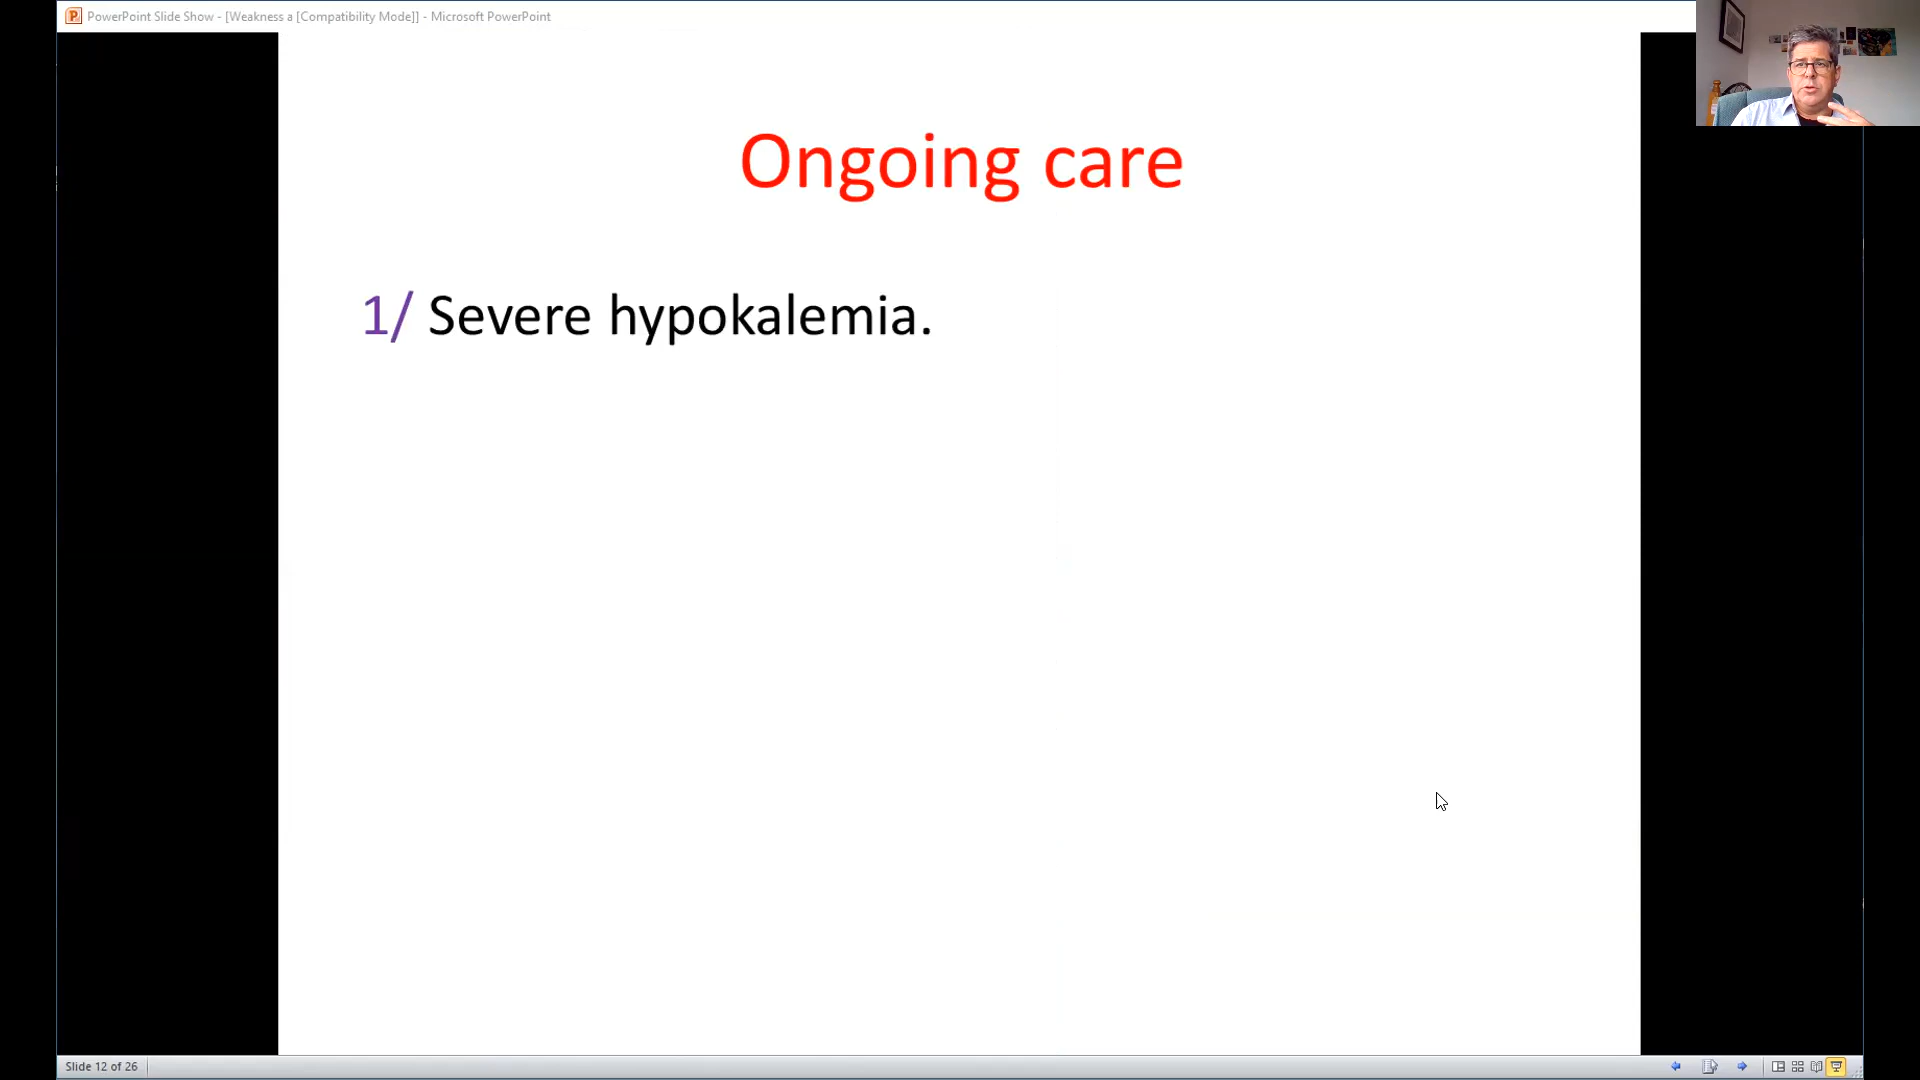 PowerPoint Slide Show - [Weakness a [Compatibility Mode]] - Microsoft PowerPoint
Ongoing care
1/ Severe hypokalemia.
Slide 12 of 26